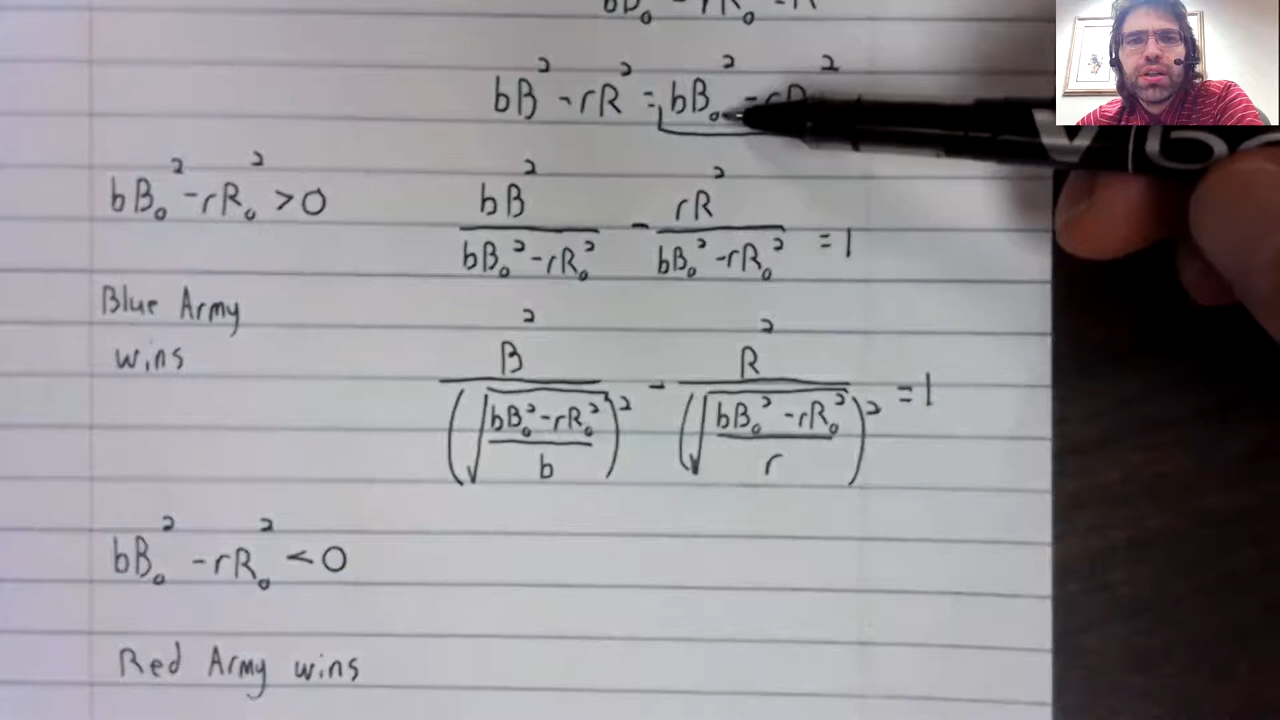 bB² - rR² = bB₀² - rR₀²
bB₀² - rR₀² > 0
bB² / (bB₀² - rR₀²) - rR² / (bB₀² - rR₀²) = 1
Blue Army
wins
B² / (√((bB₀² - rR₀²) / b))² - R² / (√((bB₀² - rR₀²) / r))² = 1
bB₀² - rR₀² < 0
Red Army wins